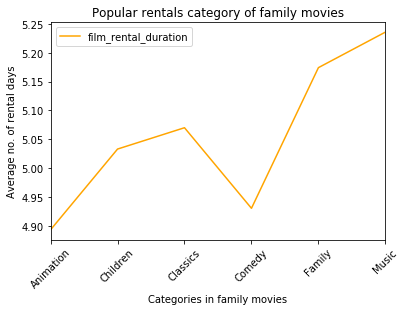 Popular rentals category of family movies
film_rental_duration
Average no. of rental days
5.25
5.20
5.15
5.10
5.05
5.00
4.95
4.90
Animation
Children
Classics
Comedy
Family
Music
Categories in family movies